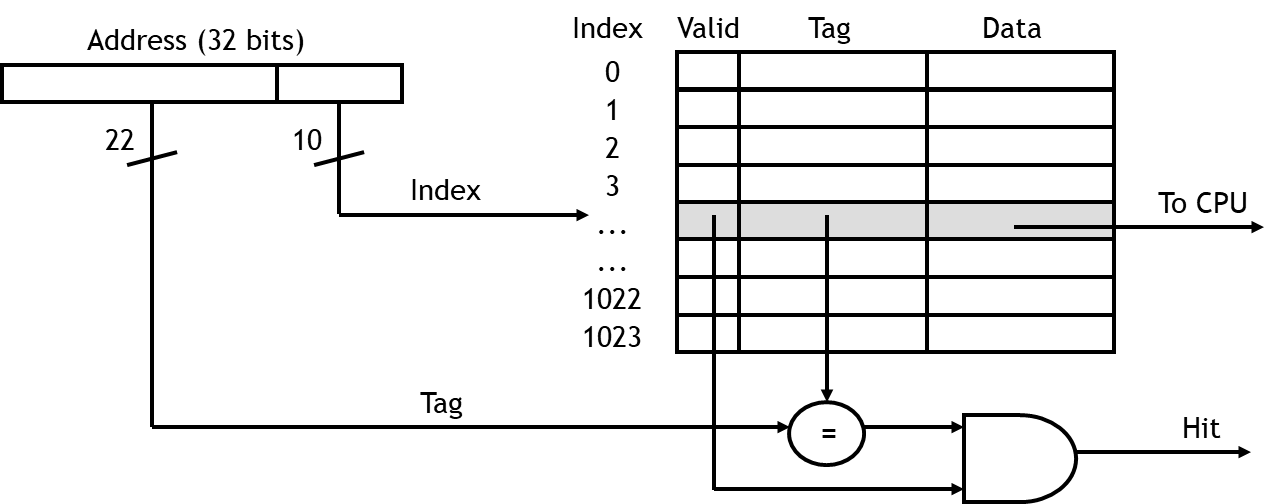 Address (32 bits)
22
10
Index
Tag
Index Valid Tag Data
0
1
2
3
...
...
1022
1023
To CPU
=
Hit